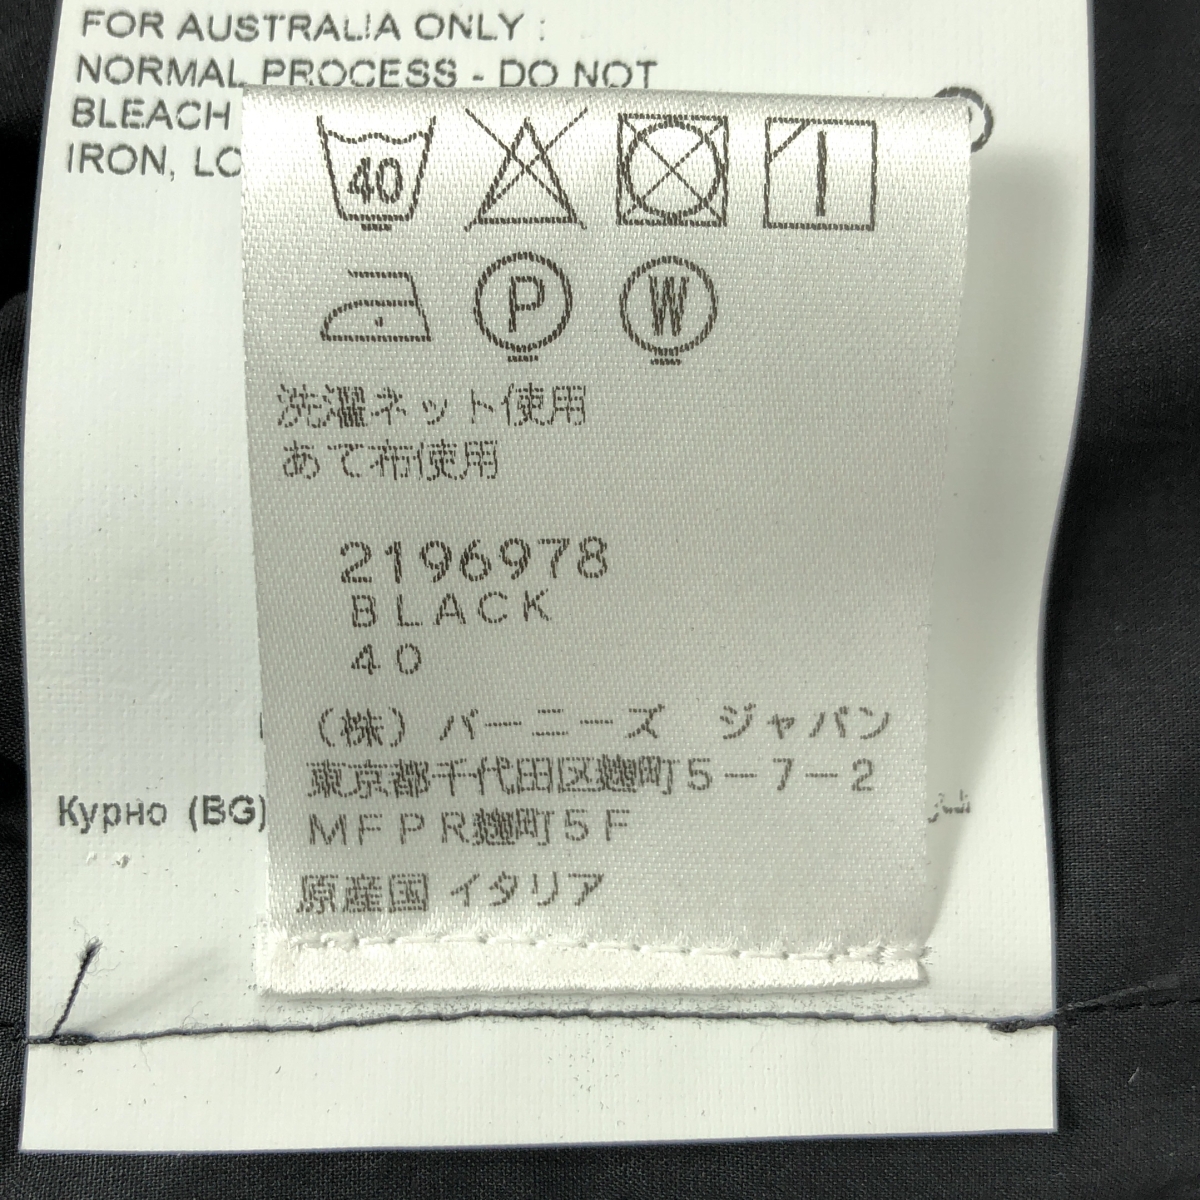 FOR AUSTRALIA ONLY :
NORMAL PROCESS - DO NOT
BLEACH
IRON,
40
P
W
洗濯ネット使用
あて布使用
2196978
BLACK
40
(株) バーニーズ ジャパン
東京都千代田区麹町5-7-2
MFPR麹町5F
Курно (BG)
原産国 イタリア